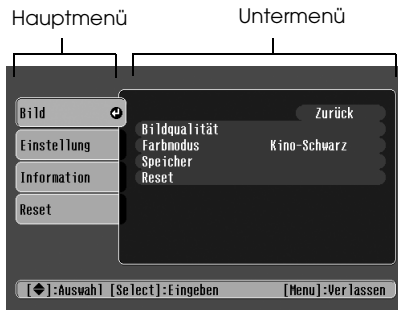 Hauptmenü Untermenü
Bild Zurück
Bildqualität
Einstellung Farbmodus Kino-Schwarz
Speicher
Information Reset
Reset
[◆]:Auswahl [Select]:Eingeben [Menu]:Verlassen